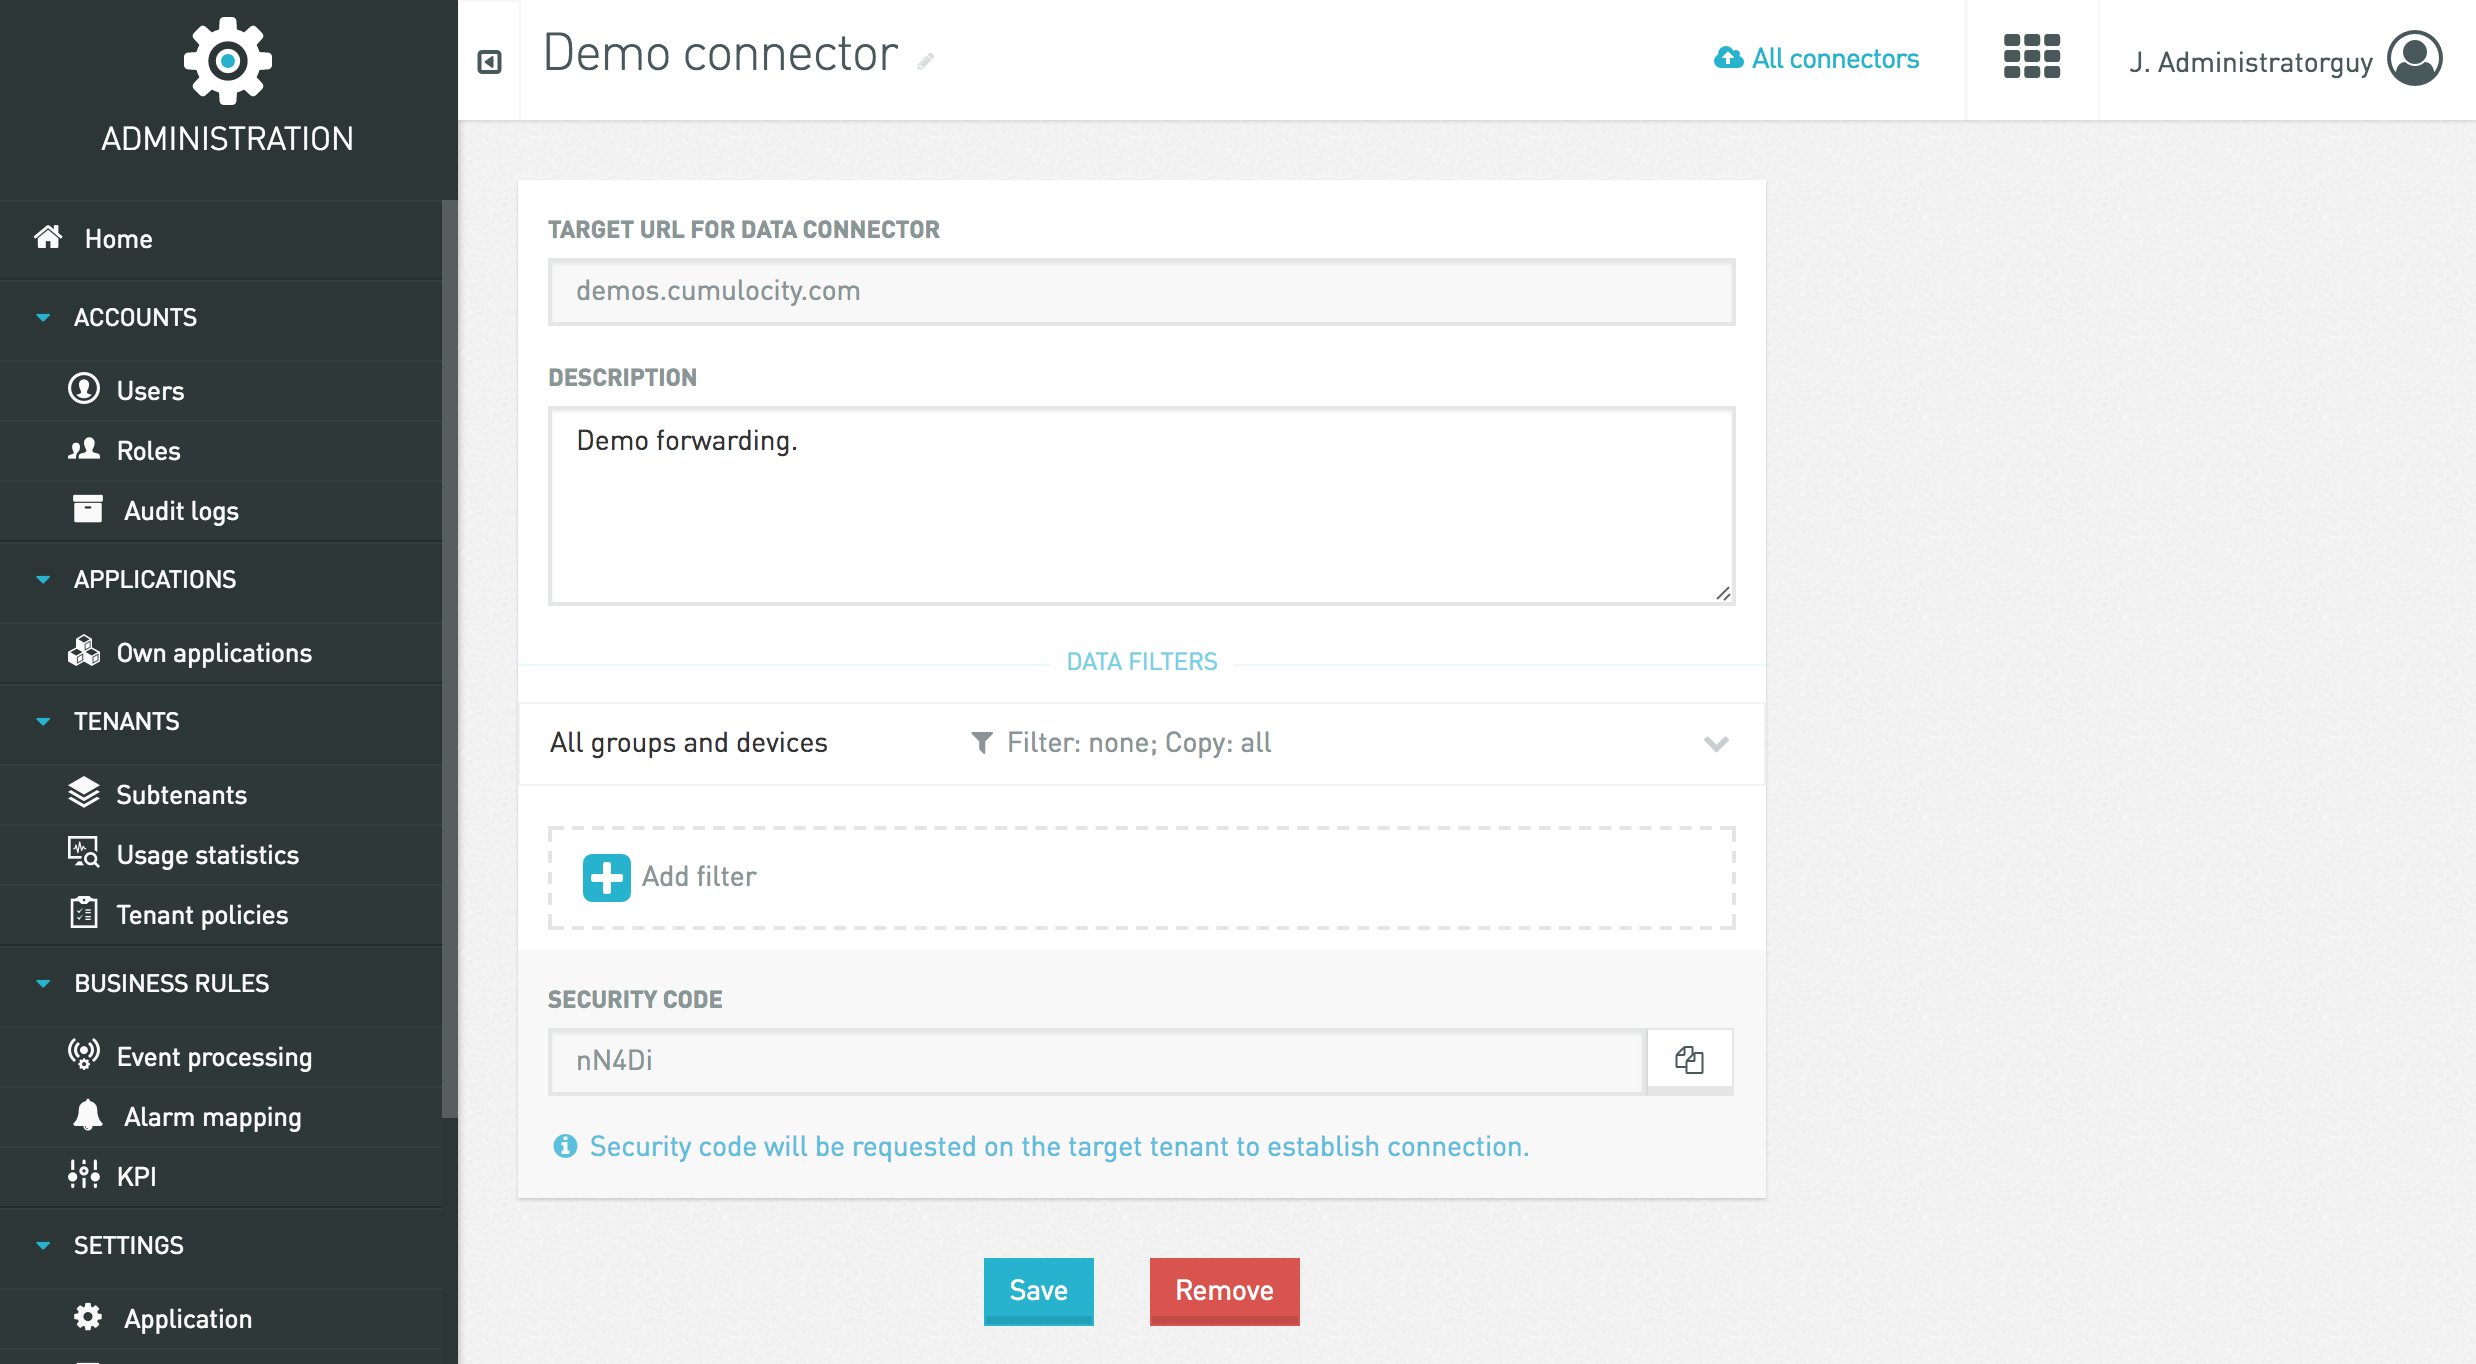 ADMINISTRATION
Home
ACCOUNTS
Users
Roles
Audit logs
APPLICATIONS
Own applications
TENANTS
Subtenants
Usage statistics
Tenant policies
BUSINESS RULES
Event processing
Alarm mapping
KPI
SETTINGS
Application
Demo connector
All connectors
J. Administratorguy
TARGET URL FOR DATA CONNECTOR
demos.cumulocity.com
DESCRIPTION
Demo forwarding.
DATA FILTERS
All groups and devices
Filter: none; Copy: all
Add filter
SECURITY CODE
nN4Di
Security code will be requested on the target tenant to establish connection.
Save
Remove